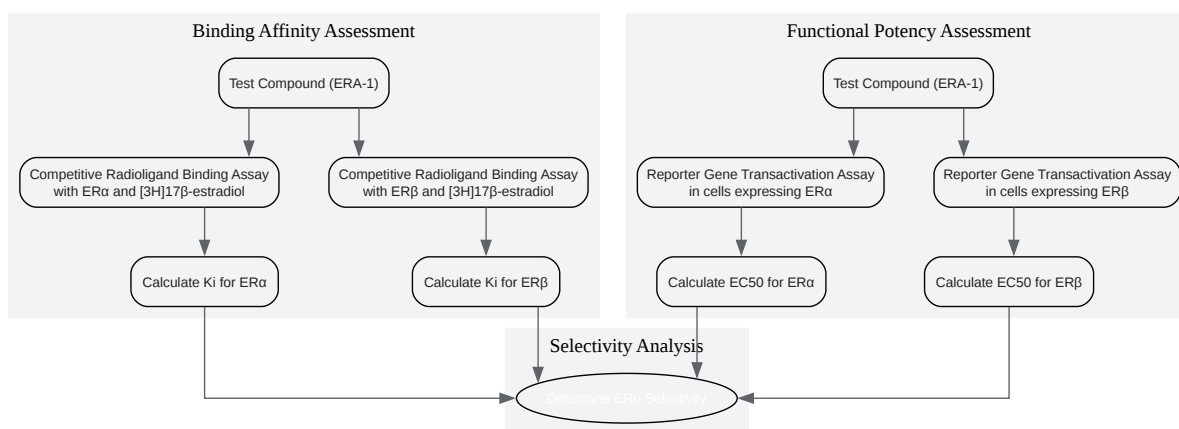 Binding Affinity Assessment
Test Compound (ERA-1)
Competitive Radioligand Binding Assay
with ERα and [3H]17β-estradiol
Competitive Radioligand Binding Assay
with ERβ and [3H]17β-estradiol
Calculate Ki for ERα
Calculate Ki for ERβ
Functional Potency Assessment
Test Compound (ERA-1)
Reporter Gene Transactivation Assay
in cells expressing ERα
Reporter Gene Transactivation Assay
in cells expressing ERβ
Calculate EC50 for ERα
Calculate EC50 for ERβ
Selectivity Analysis
Determine ERα Selectivity